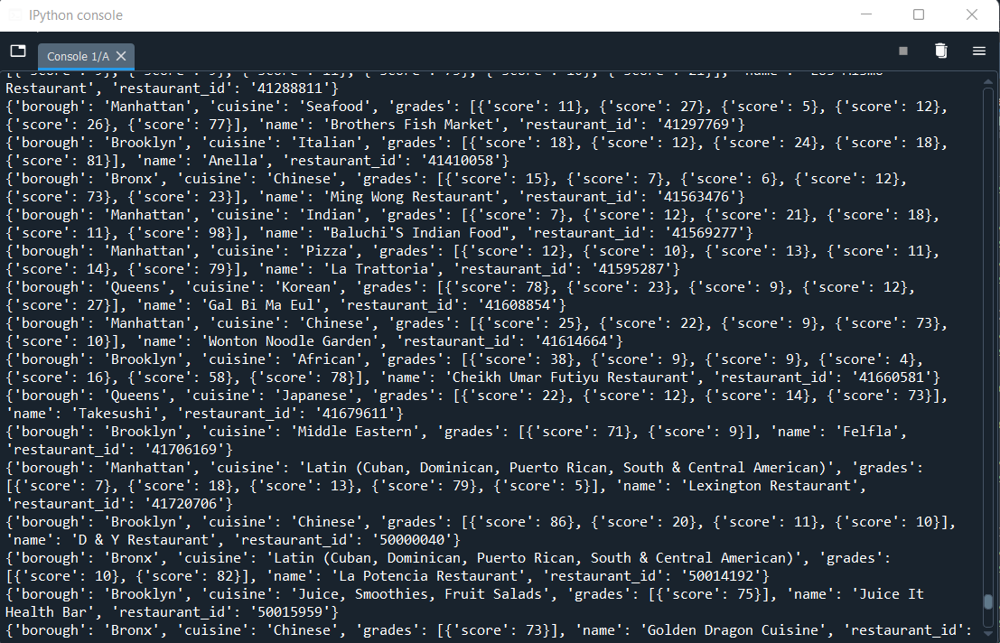 IPython console
Console 1/A
Restaurant', 'restaurant_id': '41288811'}
{'borough': 'Manhattan', 'cuisine': 'Seafood', 'grades': [{'score': 11}, {'score': 27}, {'score': 5}, {'score': 12},
{'score': 26}, {'score': 77}], 'name': 'Brothers Fish Market', 'restaurant_id': '41297769'}
{'borough': 'Brooklyn', 'cuisine': 'Italian', 'grades': [{'score': 18}, {'score': 12}, {'score': 24}, {'score': 18},
{'score': 81}], 'name': 'Anella', 'restaurant_id': '41410058'}
{'borough': 'Bronx', 'cuisine': 'Chinese', 'grades': [{'score': 15}, {'score': 7}, {'score': 6}, {'score': 12},
{'score': 73}, {'score': 23}], 'name': 'Ming Wong Restaurant', 'restaurant_id': '41563476'}
{'borough': 'Manhattan', 'cuisine': 'Indian', 'grades': [{'score': 7}, {'score': 12}, {'score': 21}, {'score': 18},
{'score': 11}, {'score': 98}], 'name': "Baluchi'S Indian Food", 'restaurant_id': '41569277'}
{'borough': 'Manhattan', 'cuisine': 'Pizza', 'grades': [{'score': 12}, {'score': 10}, {'score': 13}, {'score': 11},
{'score': 14}, {'score': 79}], 'name': 'La Trattoria', 'restaurant_id': '41595287'}
{'borough': 'Queens', 'cuisine': 'Korean', 'grades': [{'score': 78}, {'score': 23}, {'score': 9}, {'score': 12},
{'score': 27}], 'name': 'Gal Bi Ma Eul', 'restaurant_id': '41608854'}
{'borough': 'Manhattan', 'cuisine': 'Chinese', 'grades': [{'score': 25}, {'score': 22}, {'score': 9}, {'score': 73},
{'score': 10}], 'name': 'Wonton Noodle Garden', 'restaurant_id': '41614664'}
{'borough': 'Brooklyn', 'cuisine': 'African', 'grades': [{'score': 38}, {'score': 9}, {'score': 9}, {'score': 4},
{'score': 16}, {'score': 58}, {'score': 78}], 'name': 'Cheikh Umar Futiyu Restaurant', 'restaurant_id': '41660581'}
{'borough': 'Queens', 'cuisine': 'Japanese', 'grades': [{'score': 22}, {'score': 12}, {'score': 14}, {'score': 73}],
'name': 'Takesushi', 'restaurant_id': '41679611'}
{'borough': 'Brooklyn', 'cuisine': 'Middle Eastern', 'grades': [{'score': 71}, {'score': 9}], 'name': 'Felfla',
'restaurant_id': '41706169'}
{'borough': 'Manhattan', 'cuisine': 'Latin (Cuban, Dominican, Puerto Rican, South & Central American)', 'grades':
[{'score': 7}, {'score': 18}, {'score': 13}, {'score': 79}, {'score': 5}], 'name': 'Lexington Restaurant',
'restaurant_id': '41720706'}
{'borough': 'Brooklyn', 'cuisine': 'Chinese', 'grades': [{'score': 86}, {'score': 20}, {'score': 11}, {'score': 10}],
'name': 'D & Y Restaurant', 'restaurant_id': '50000040'}
{'borough': 'Bronx', 'cuisine': 'Latin (Cuban, Dominican, Puerto Rican, South & Central American)', 'grades':
[{'score': 10}, {'score': 82}], 'name': 'La Potencia Restaurant', 'restaurant_id': '50014192'}
{'borough': 'Brooklyn', 'cuisine': 'Juice, Smoothies, Fruit Salads', 'grades': [{'score': 75}], 'name': 'Juice It
Health Bar', 'restaurant_id': '50015959'}
{'borough': 'Bronx', 'cuisine': 'Chinese', 'grades': [{'score': 73}], 'name': 'Golden Dragon Cuisine', 'restaurant_id':